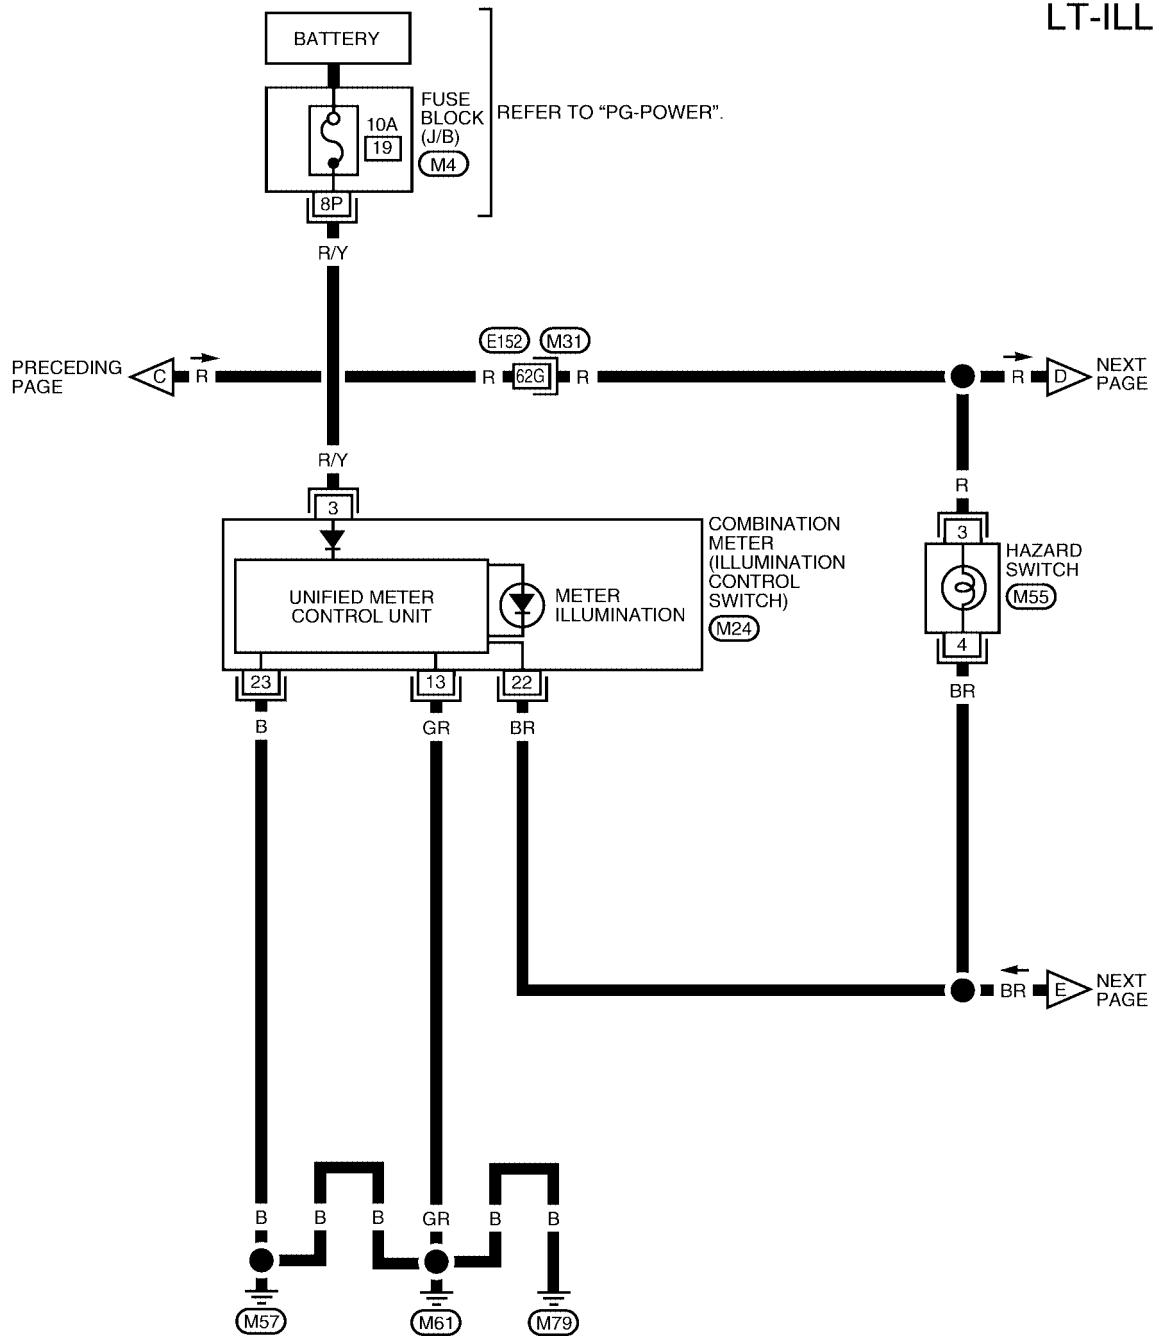 LT-ILL
BATTERY
FUSE
BLOCK
(J/B)
REFER TO “PG-POWER”.
10A
19
M4
8P
R/Y
E152
M31
PRECEDING
PAGE
C
R
R
62G
R
R
D
NEXT
PAGE
R/Y
R
3
3
COMBINATION
METER
(ILLUMINATION
CONTROL
SWITCH)
M24
HAZARD
SWITCH
M55
UNIFIED METER
CONTROL UNIT
METER
ILLUMINATION
4
23
13
22
BR
B
GR
BR
BR
E
NEXT
PAGE
B
B
B
GR
B
B
M57
M61
M79